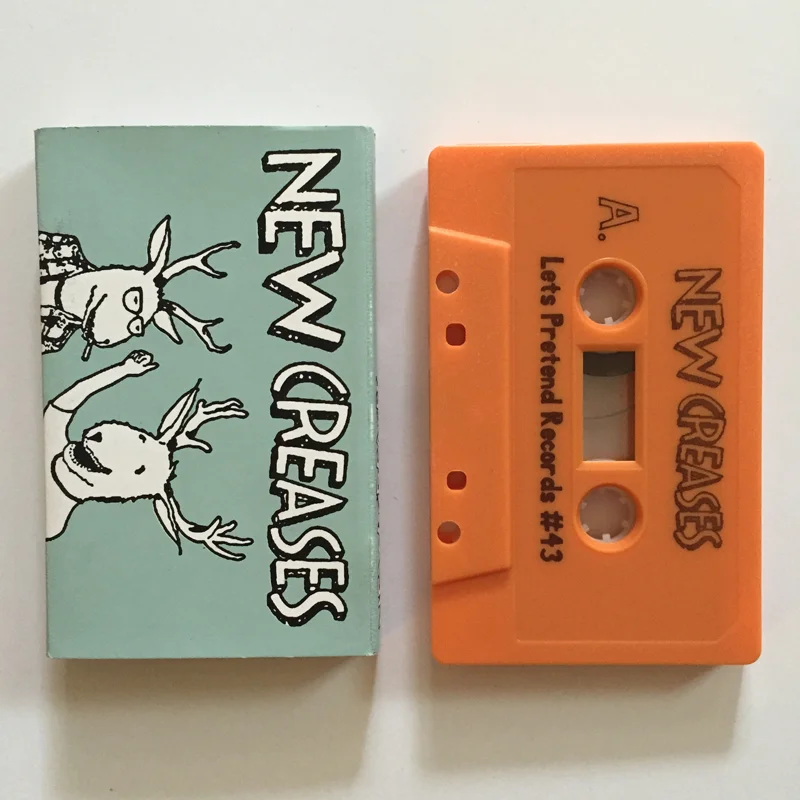 NEW CREASES
A.
NEW CREASES
Lets Pretend Records #43